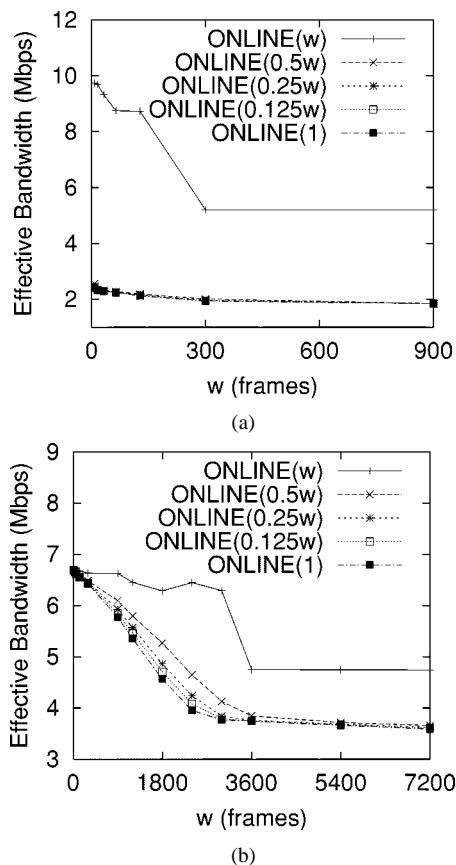 12
10
8
6
4
2
Effective Bandwidth (Mbps)
ONLINE(w)
ONLINE(0.5w)
ONLINE(0.25w)
ONLINE(0.125w)
ONLINE(1)
0 300 600 900
w (frames)
(a)
9
8
7
6
5
4
3
Effective Bandwidth (Mbps)
ONLINE(w)
ONLINE(0.5w)
ONLINE(0.25w)
ONLINE(0.125w)
ONLINE(1)
0 1800 3600 5400 7200
w (frames)
(b)